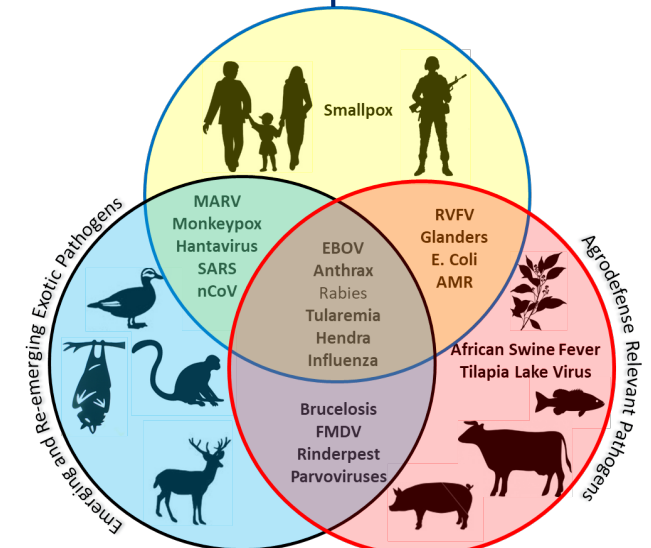 Smallpox
MARV
Monkeypox
Hantavirus
SARS
nCoV
RVFV
Glanders
E. Coli
AMR
EBOV
Anthrax
Rabies
Tularemia
Hendra
Influenza
African Swine Fever
Tilapia Lake Virus
Brucelosis
FMDV
Rinderpest
Parvoviruses
Emerging and Re-emerging Exotic Pathogens
Agrodefense Relevant Pathogens